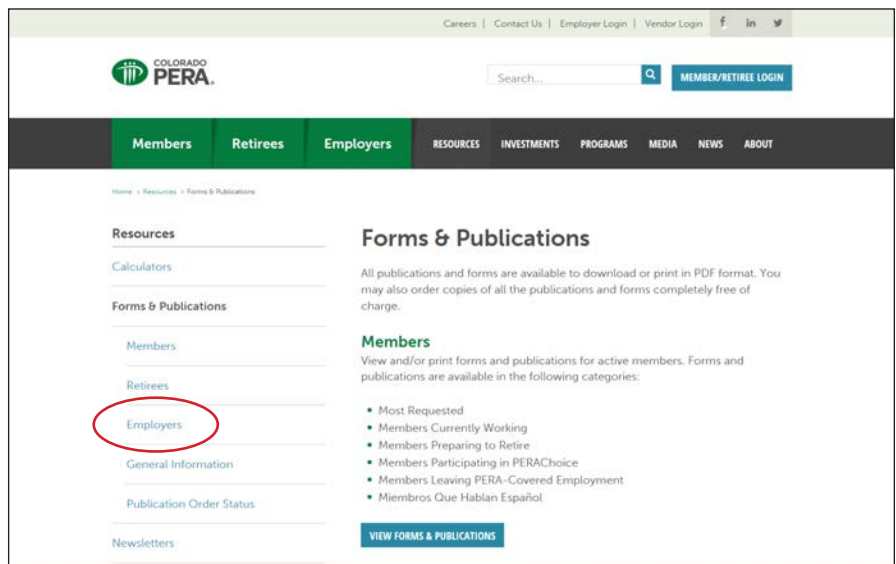 Careers | Contact Us | Employer Login | Vendor Login
COLORADO
PERA.
Search...
MEMBER/RETIREE LOGIN
Members Retirees Employers RESOURCES INVESTMENTS PROGRAMS MEDIA NEWS ABOUT
Home > Resources > Forms & Publications
Resources
Calculators
Forms & Publications
Members
Retirees
Employers
General Information
Publication Order Status
Newsletters
Forms & Publications
All publications and forms are available to download or print in PDF format. You
may also order copies of all the publications and forms completely free of
charge.
Members
View and/or print forms and publications for active members. Forms and
publications are available in the following categories:
• Most Requested
• Members Currently Working
• Members Preparing to Retire
• Members Participating in PERAChoice
• Members Leaving PERA-Covered Employment
• Miembros Que Hablan Español
VIEW FORMS & PUBLICATIONS